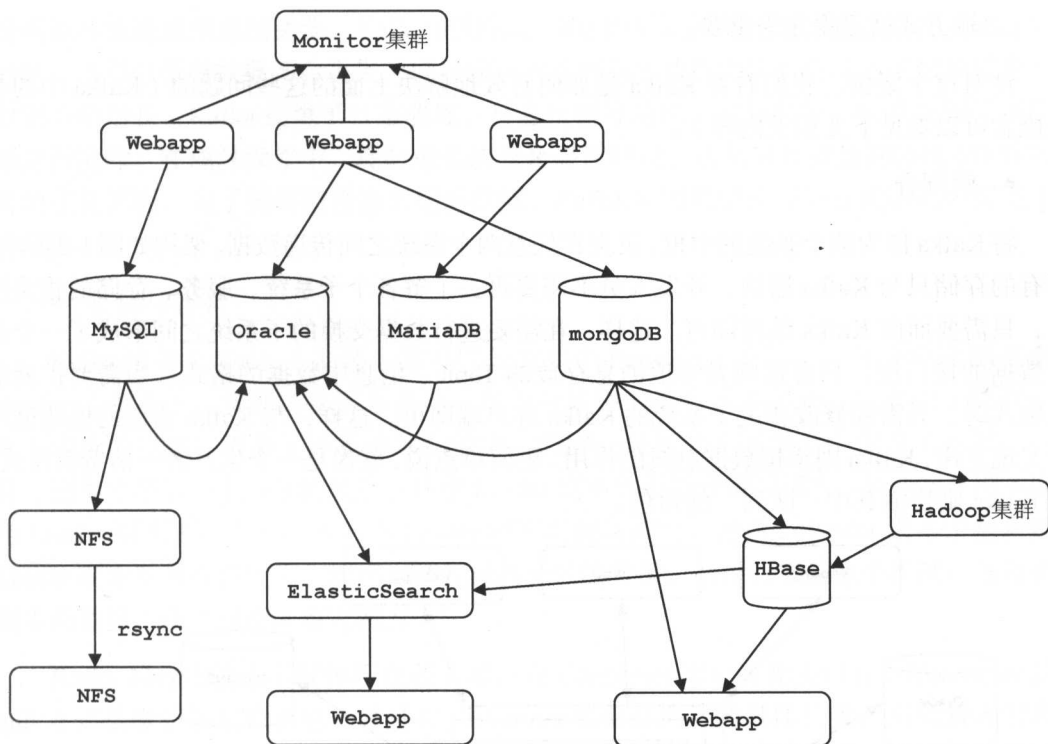 Monitor集群
Webapp
Webapp
Webapp
MySQL
Oracle
MariaDB
mongoDB
NFS
Hadoop集群
HBase
ElasticSearch
rsync
NFS
Webapp
Webapp